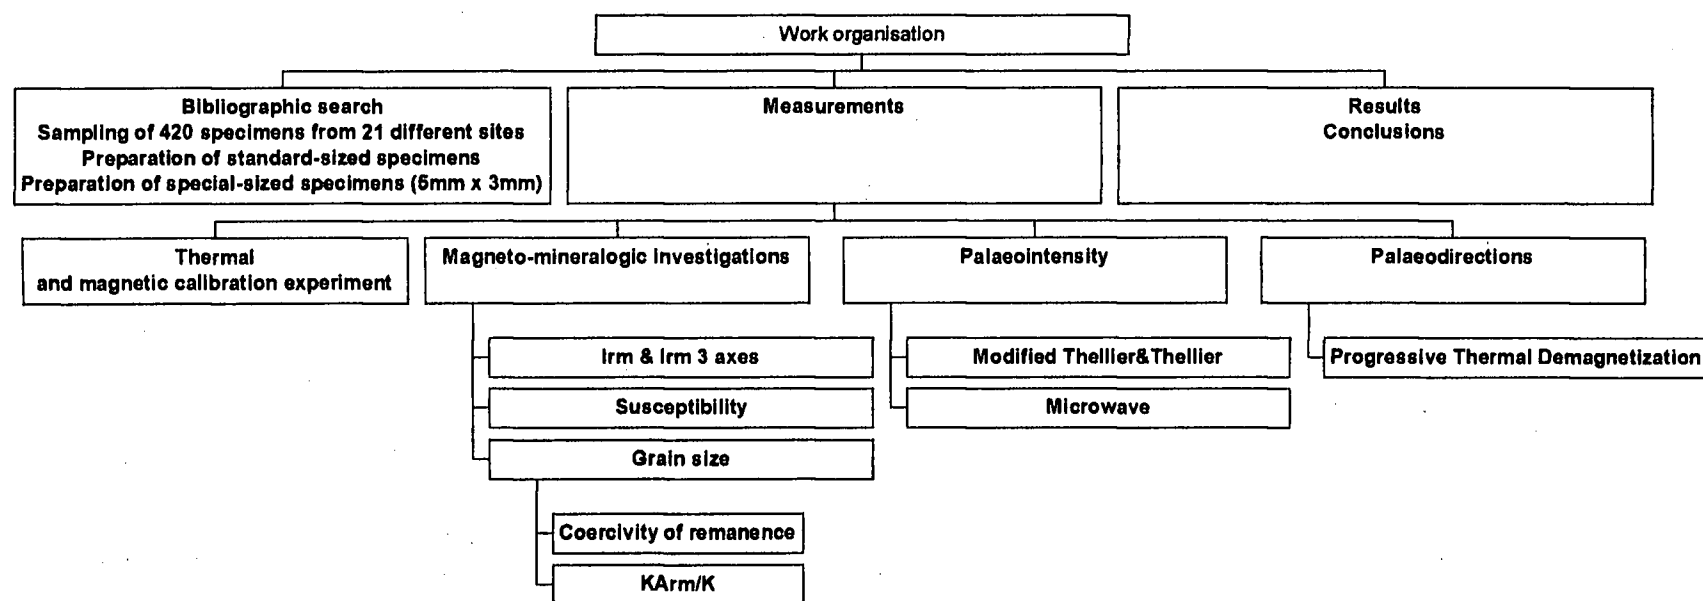 Work organisation
Bibliographic search
Sampling of 420 specimens from 21 different sites
Preparation of standard-sized specimens
Preparation of special-sized specimens (5mm x 3mm)
Measurements
Results
Conclusions
Thermal
and magnetic calibration experiment
Magneto-mineralogic Investigations
Palaeointensity
Palaeodirections
Irm & Irm 3 axes
Susceptibility
Grain size
Coercivity of remanence
KArm/K
Modified Thellier&Thellier
Microwave
Progressive Thermal Demagnetization